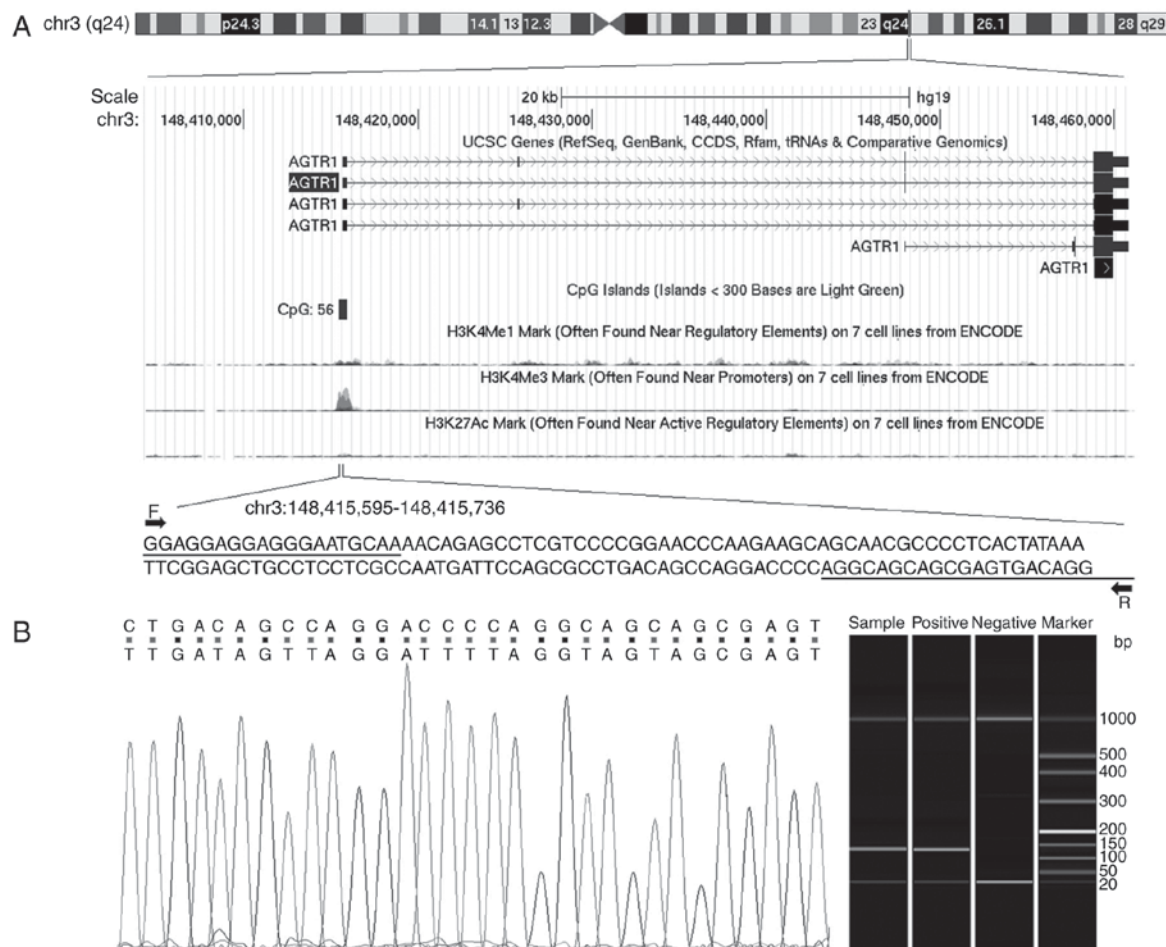 A chr3 (q24) p24.3 14.1 13 12.3 23 q24 26.1 28 q29
Scale 20 kb hg19
chr3: 148,410,000 148,420,000 148,430,000 148,440,000 148,450,000 148,460,000
UCSC Genes (RefSeq, GenBank, CCDS, Rfam, tRNAs & Comparative Genomics)
AGTR1
AGTR1
AGTR1
AGTR1
AGTR1
AGTR1
CpG Islands (Islands < 300 Bases are Light Green)
CpG: 56
H3K4Me1 Mark (Often Found Near Regulatory Elements) on 7 cell lines from ENCODE
H3K4Me3 Mark (Often Found Near Promoters) on 7 cell lines from ENCODE
H3K27Ac Mark (Often Found Near Active Regulatory Elements) on 7 cell lines from ENCODE
chr3:148,415,595-148,415,736
F
GGAGGAGGAGGGAATGCAAAACAGAGCCTCGTCCCCGGAACCCAAGAAGCAGCAACGCCCCTCACTATAAA
TTCGGAGCTGCCTCCTCGCCAATGATTCCAGCGCCTGACAGCCAGGACCCCAGGCAGCAGCGAGTGACAGG
R
B
C T G A C A G C C A G G A C C C C A G G C A G C A G C G A G T
T T G A T A G T T A G G A T T T T A G G T A G T A G C G A G T
Sample Positive Negative Marker
bp
1000
500
400
300
200
150
100
50
20